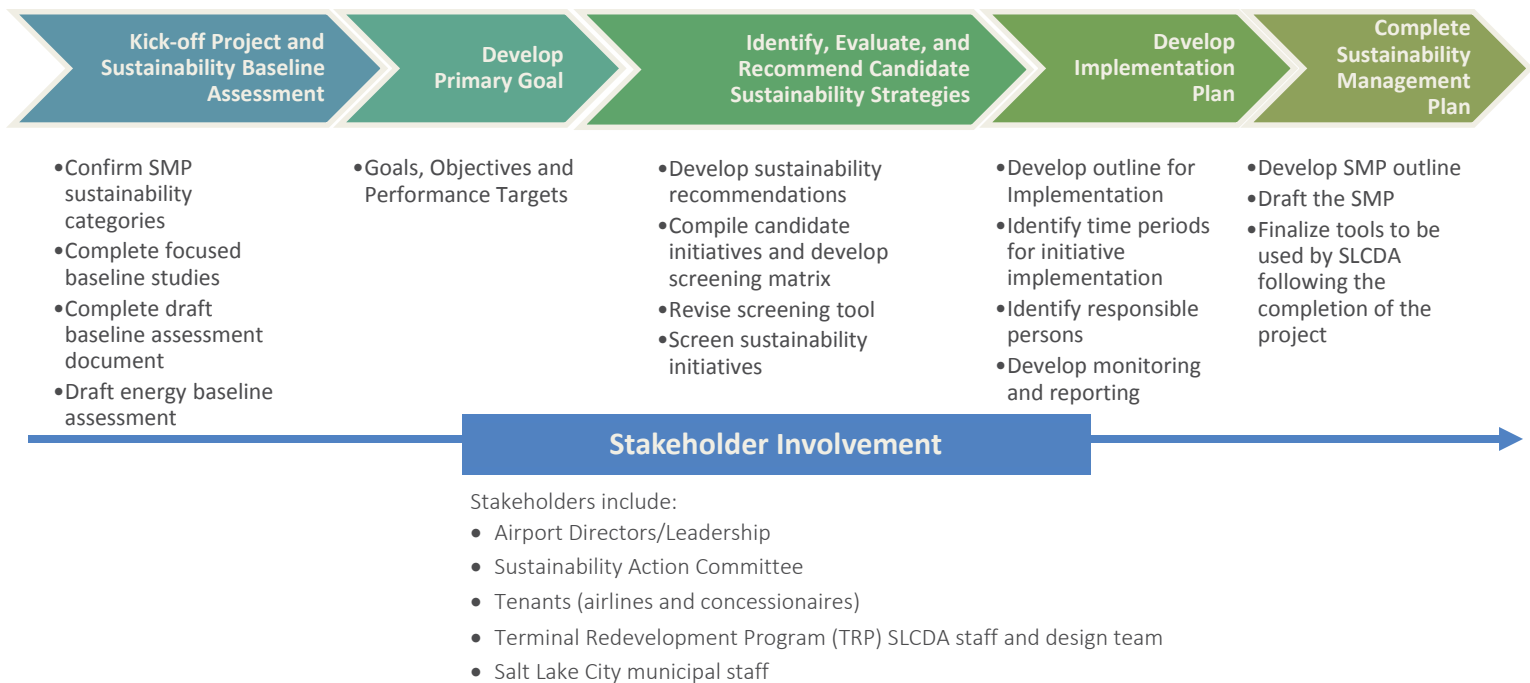 Kick-off Project and
Sustainability Baseline
Assessment
Develop
Primary Goal
Identify, Evaluate, and
Recommend Candidate
Sustainability Strategies
Develop
Implementation
Plan
Complete
Sustainability
Management
Plan
•Confirm SMP
sustainability
categories
•Complete focused
baseline studies
•Complete draft
baseline assessment
document
•Draft energy baseline
assessment
•Goals, Objectives and
Performance Targets
•Develop sustainability
recommendations
•Compile candidate
initiatives and develop
screening matrix
•Revise screening tool
•Screen sustainability
initiatives
•Develop outline for
Implementation
•Identify time periods
for initiative
implementation
•Identify responsible
persons
•Develop monitoring
and reporting
•Develop SMP outline
•Draft the SMP
•Finalize tools to be
used by SLCDA
following the
completion of the
project
Stakeholder Involvement
Stakeholders include:
• Airport Directors/Leadership
• Sustainability Action Committee
• Tenants (airlines and concessionaires)
• Terminal Redevelopment Program (TRP) SLCDA staff and design team
• Salt Lake City municipal staff